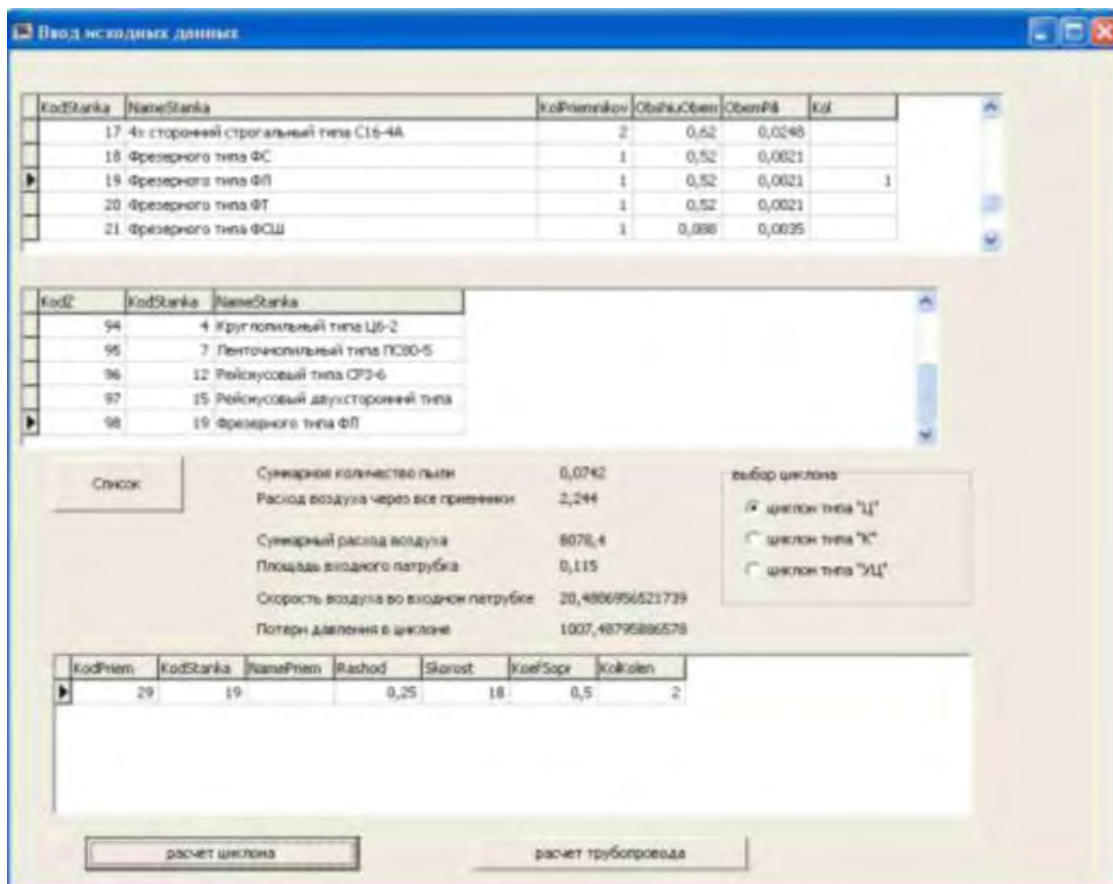 Ввод исходных данных
KodStanka NameStanka KolPriemnikov ObshiuObem ObemPili Kol
17 4х сторонний строгальный типа С16-4А 2 0,62 0,0248
18 Фрезерного типа ФС 1 0,52 0,0021
19 Фрезерного типа ФЛ 1 0,52 0,0021 1
20 Фрезерного типа ФТ 1 0,52 0,0021
21 Фрезерного типа ФСШ 1 0,088 0,0035
KodZ KodStanka NameStanka
94 4 Круглопильный типа Ц6-2
95 7 Ленточнопильный типа ЛС80-5
96 12 Рейсмусовый типа СР3-6
97 15 Рейсмусовый двухсторонний типа
98 19 Фрезерного типа ФЛ
Список
Суммарное количество пыли 0,0742
Расход воздуха через все приемники 2,244
Суммарный расход воздуха 8078,4
Площадь входного патрубка 0,115
Скорость воздуха во входном патрубке 20,4886956521739
Потери давления в циклоне 1007,48795886578
выбор циклона
циклон типа "Ц"
циклон типа "К"
циклон типа "УЦ"
KodPriem KodStanka NamePriem Rashod Skorost KoefSopr KolKolen
29 19 0,25 18 0,5 2
расчет циклона
расчет трубопровода